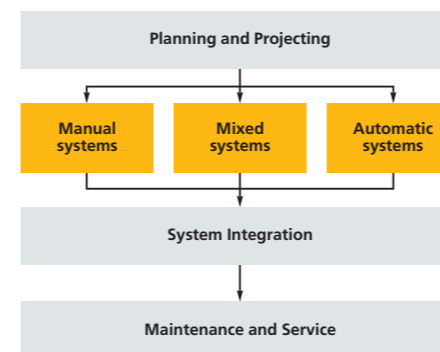 Planning and Projecting
Manual
systems
Mixed
systems
Automatic
systems
System Integration
Maintenance and Service